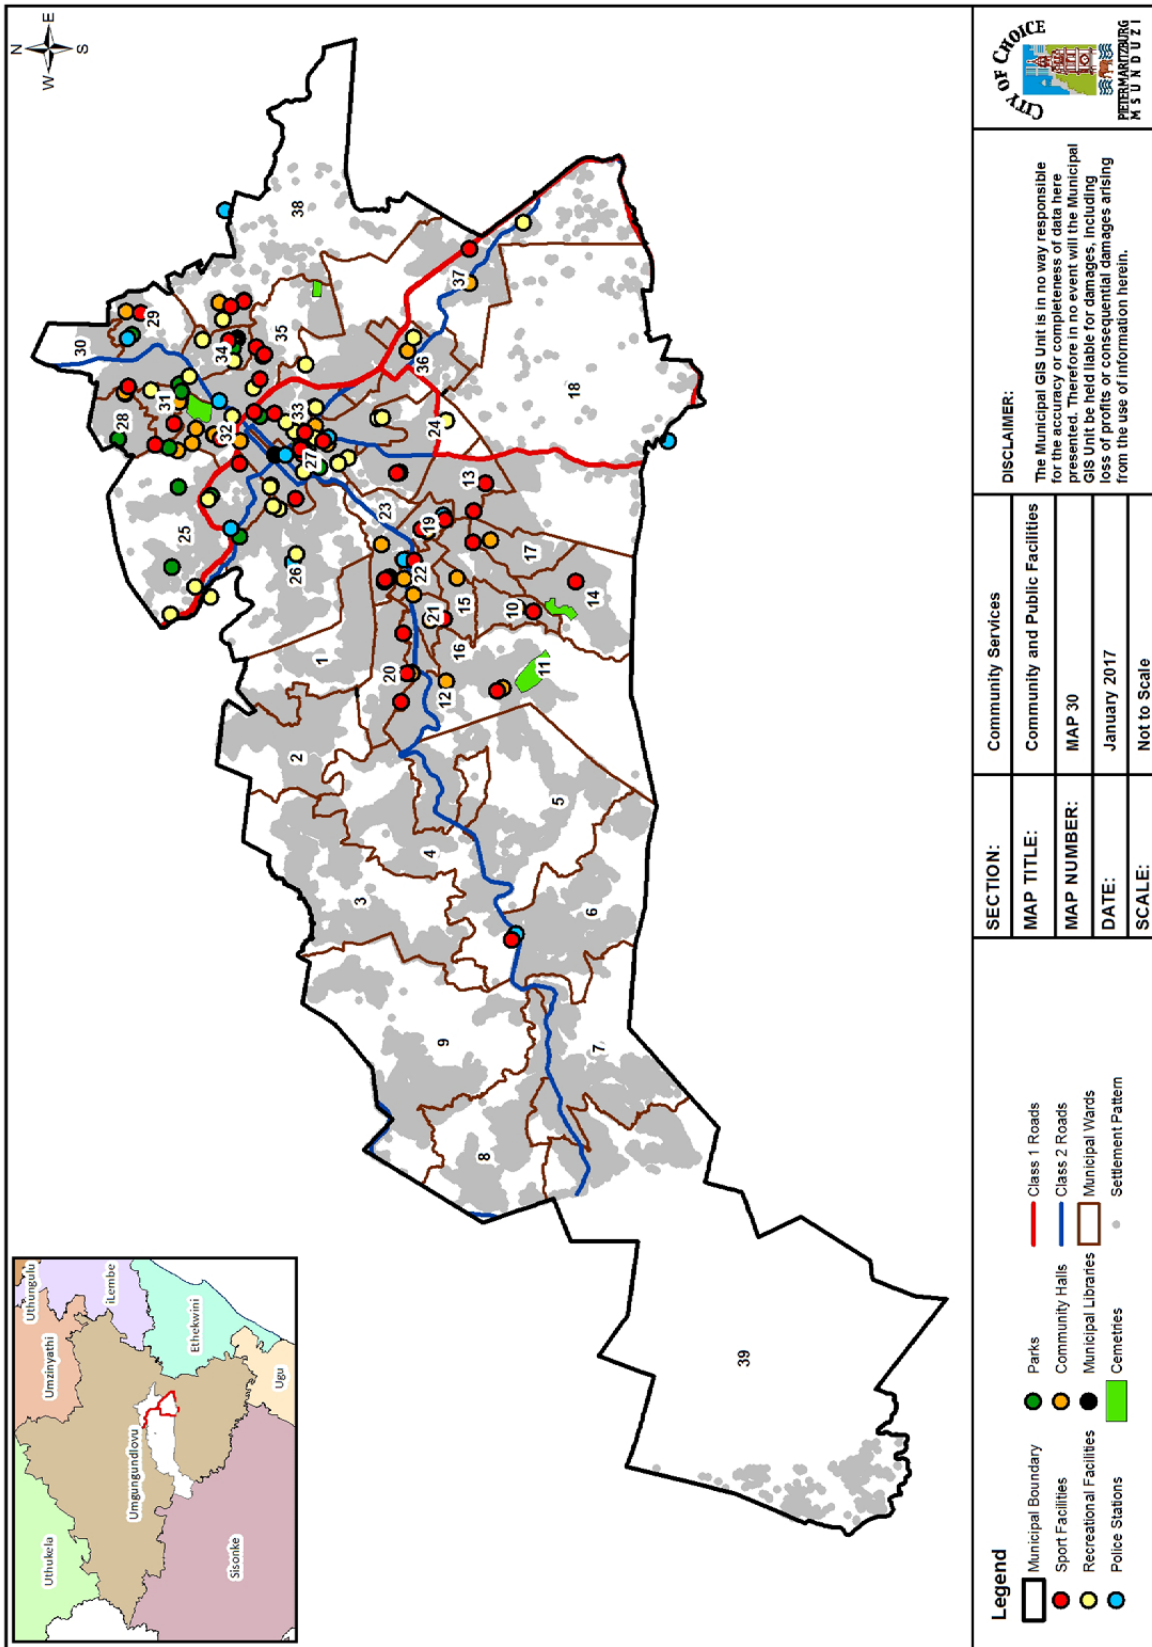 N
E
S
W
Uthukela
Umzinyathi
Uthungulu
iLembe
Umgungundlovu
Ethekwini
Ugu
Sisonke
30
29
28
31
34
35
38
32
33
25
27
26
37
36
24
18
23
13
19
22
17
15
14
10
21
16
20
12
11
1
2
3
4
5
6
9
7
8
39
Legend
Municipal Boundary
Sport Facilities
Recreational Facilities
Police Stations
Parks
Community Halls
Municipal Libraries
Cemetries
Class 1 Roads
Class 2 Roads
Municipal Wards
Settlement Pattern
SECTION: Community Services
MAP TITLE: Community and Public Facilities
MAP NUMBER: MAP 30
DATE: January 2017
SCALE: Not to Scale
DISCLAIMER:
The Municipal GIS Unit is in no way responsible
for the accuracy or completeness of data here
presented. Therefore in no event will the Municipal
GIS Unit be held liable for damages, including
loss of profits or consequential damages arising
from the use of information herein.
CITY OF CHOICE
PIETERMARITZBURG
MSUNDUZI